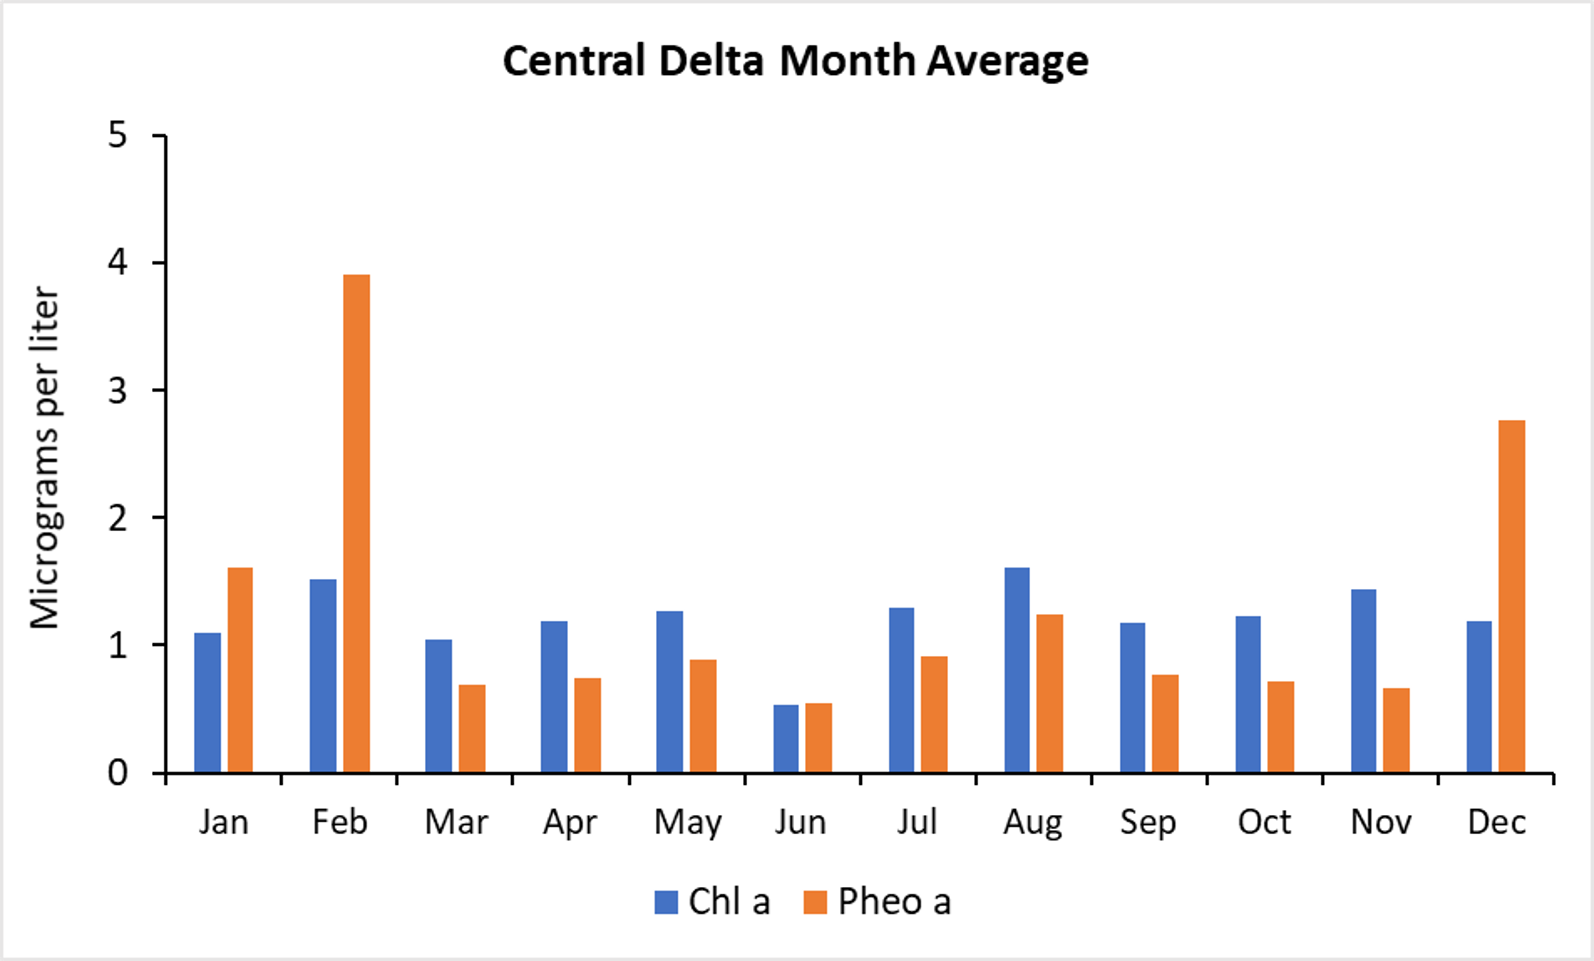 Central Delta Month Average
Micrograms per liter
5
4
3
2
1
0
Jan Feb Mar Apr May Jun Jul Aug Sep Oct Nov Dec
Chl a Pheo a